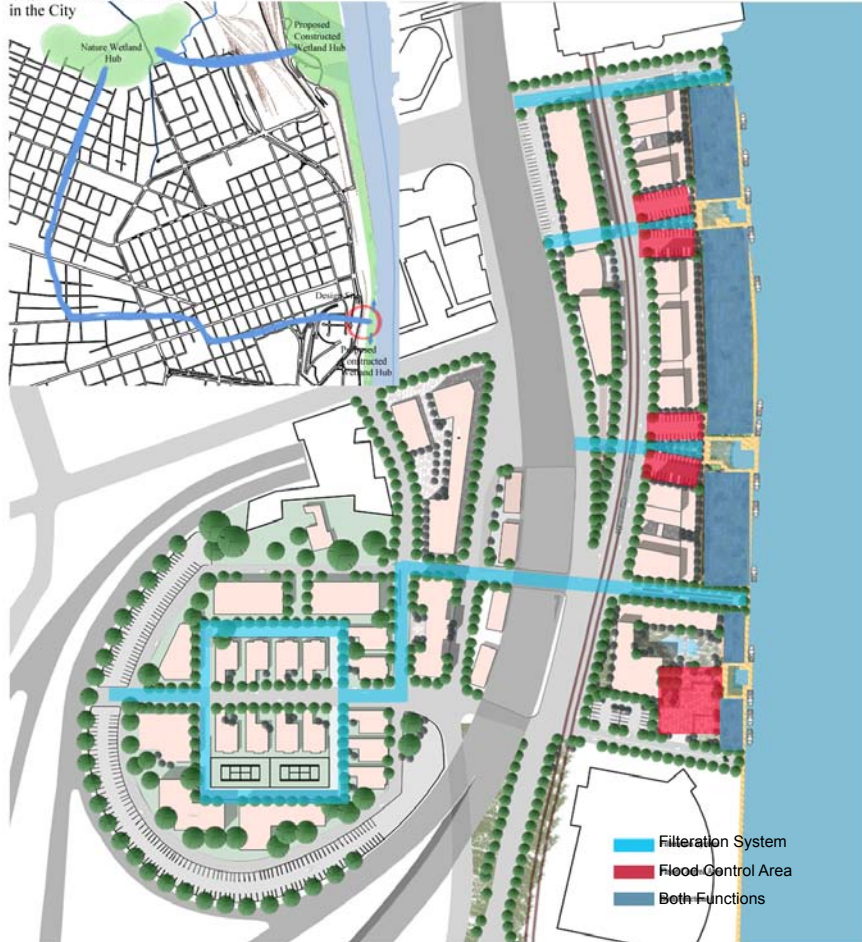 in the City
Nature Wetland
Hub
Proposed
Constructed
Wetland Hub
Design
Proposed
Constructed
Wetland Hub
Filteration System
Flood Control Area
Both Functions